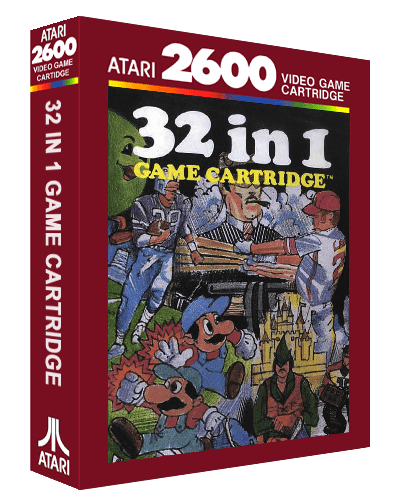 ATARI
2600
VIDEO GAME
CARTRIDGE
32 IN 1 GAME CARTRIDGE
ATARI
ATARI 2600 VIDEO GAME
CARTRIDGE
32 in 1
GAME CARTRIDGE™